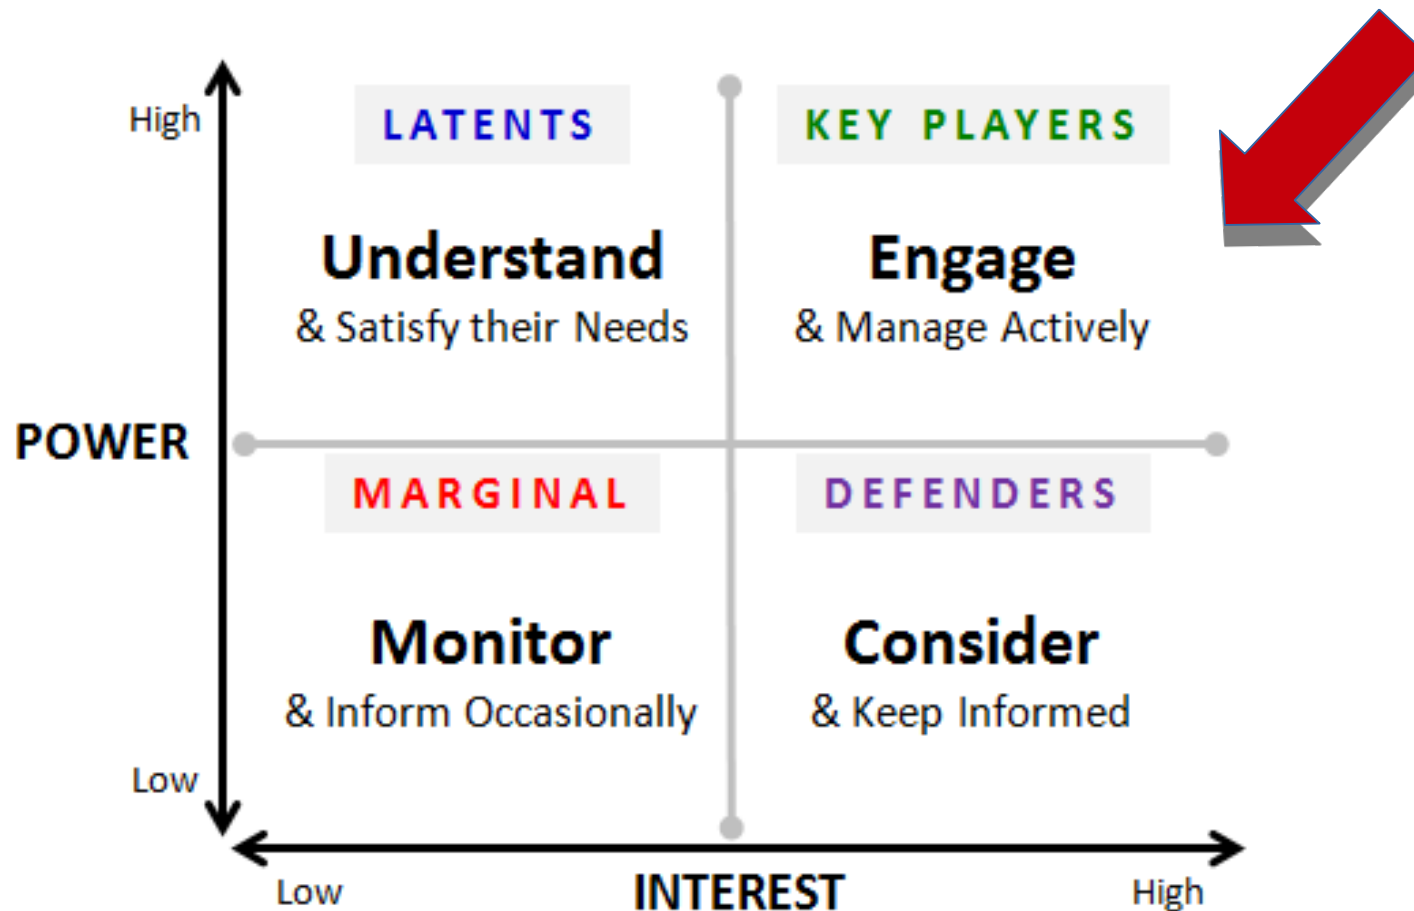 High
LATENTS
KEY PLAYERS
Understand
& Satisfy their Needs
Engage
& Manage Actively
POWER
MARGINAL
DEFENDERS
Monitor
& Inform Occasionally
Consider
& Keep Informed
Low
Low
INTEREST
High